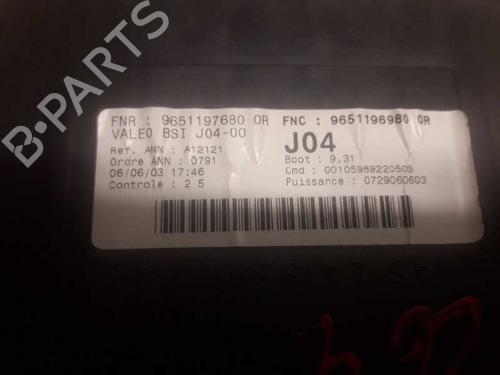 B-PARTS
FNR : 9651197680 0R FNC : 9651196980 0R
VALEO BSI J04-00 J04
Ref. ANN : A12121 Boot : 9.31
Ordre ANN : 0791 Cmd : 00105989220503
06/06/03 17:46 Puissance : 0729060603
Controle : 2 5